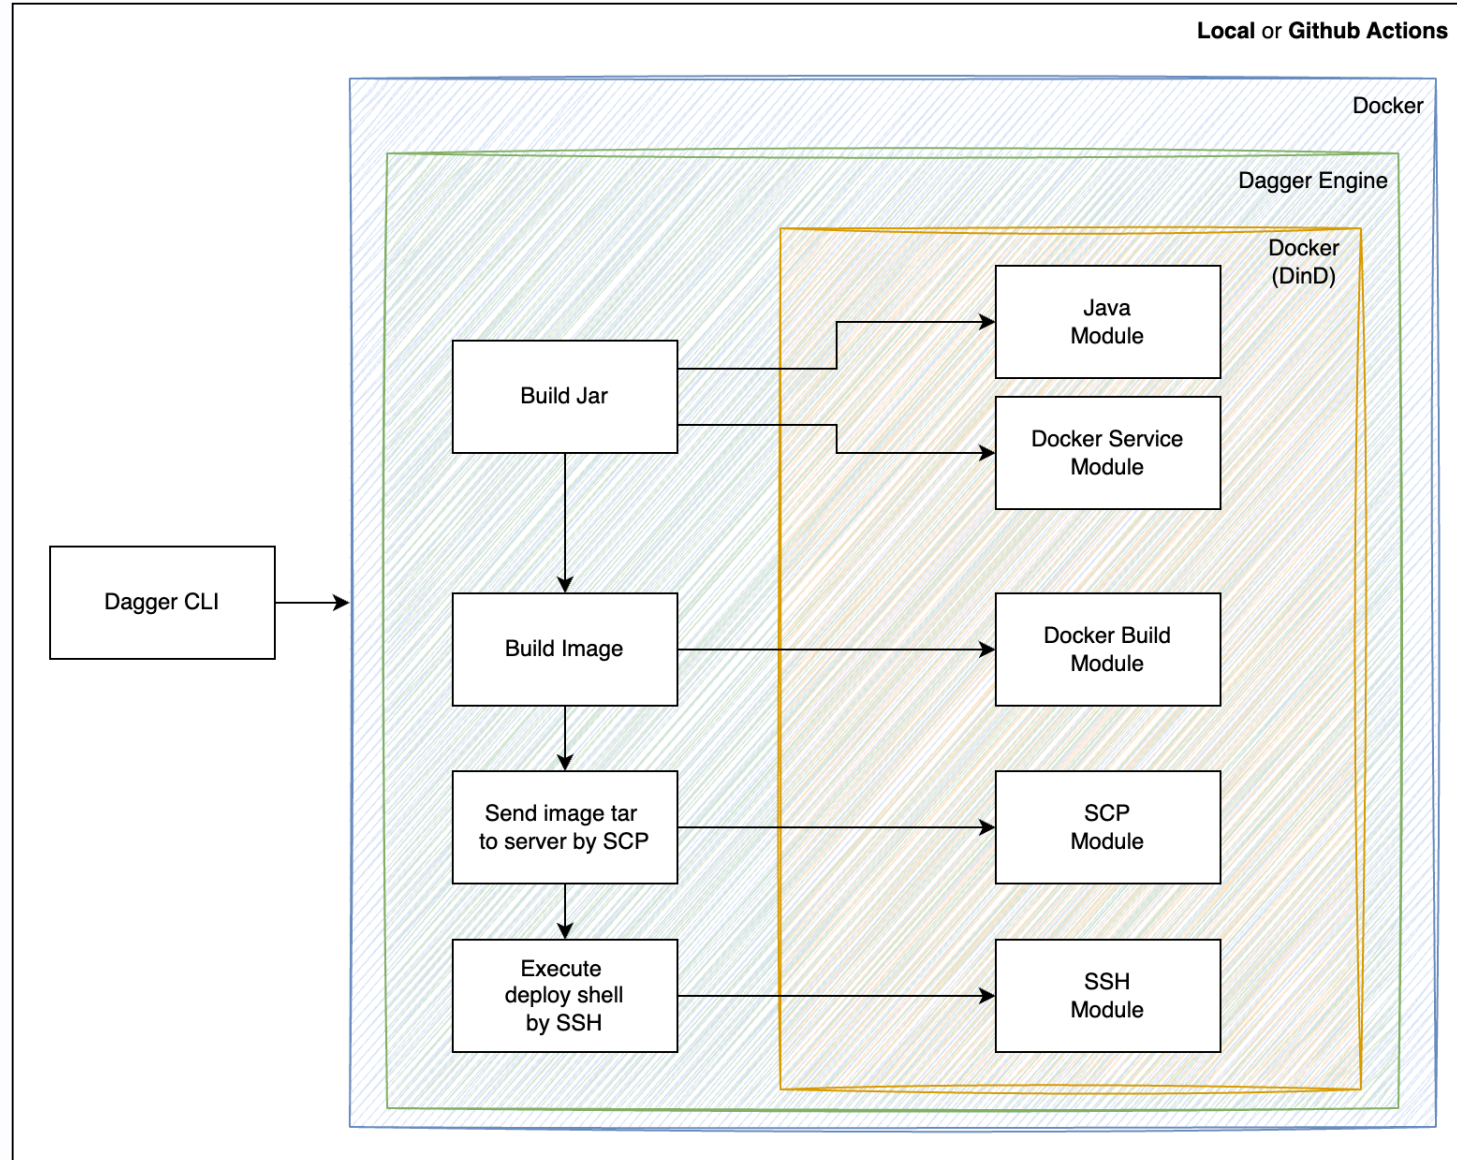 Local or Github Actions
Docker
Dagger Engine
Docker
(DinD)
Java
Module
Build Jar
Docker Service
Module
Dagger CLI
Build Image
Docker Build
Module
Send image tar
to server by SCP
SCP
Module
Execute
deploy shell
by SSH
SSH
Module